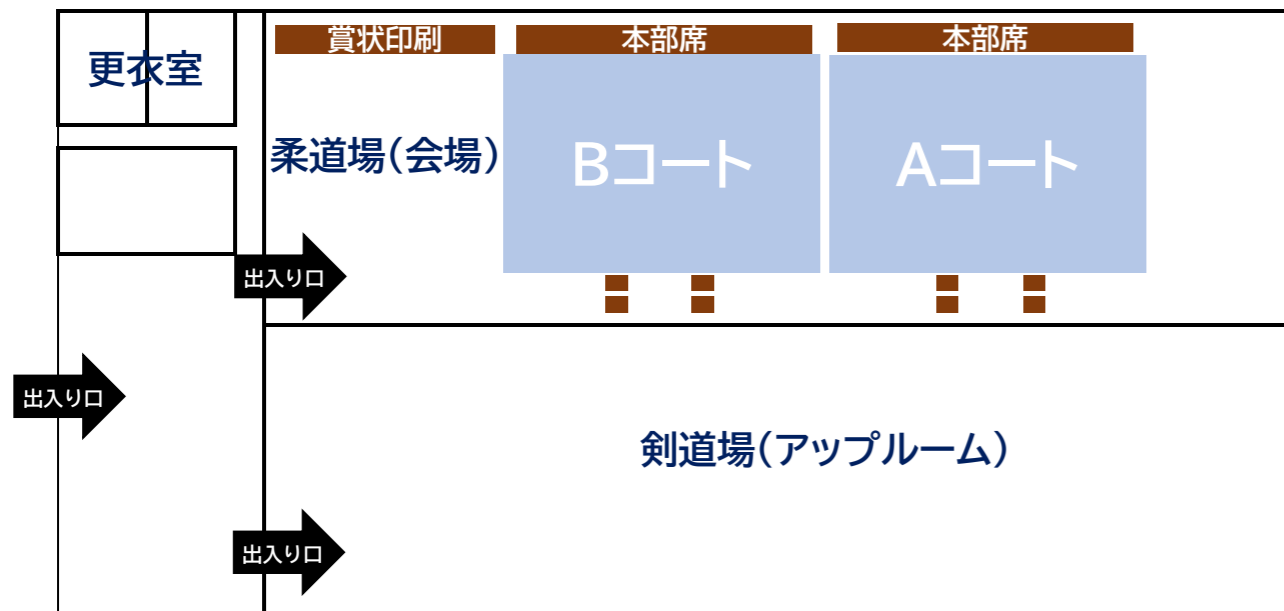 賞状印刷
本部席
本部席
更衣室
柔道場(会場)
Bコート
Aコート
出入り口
出入り口
剣道場(アップルーム)
出入り口